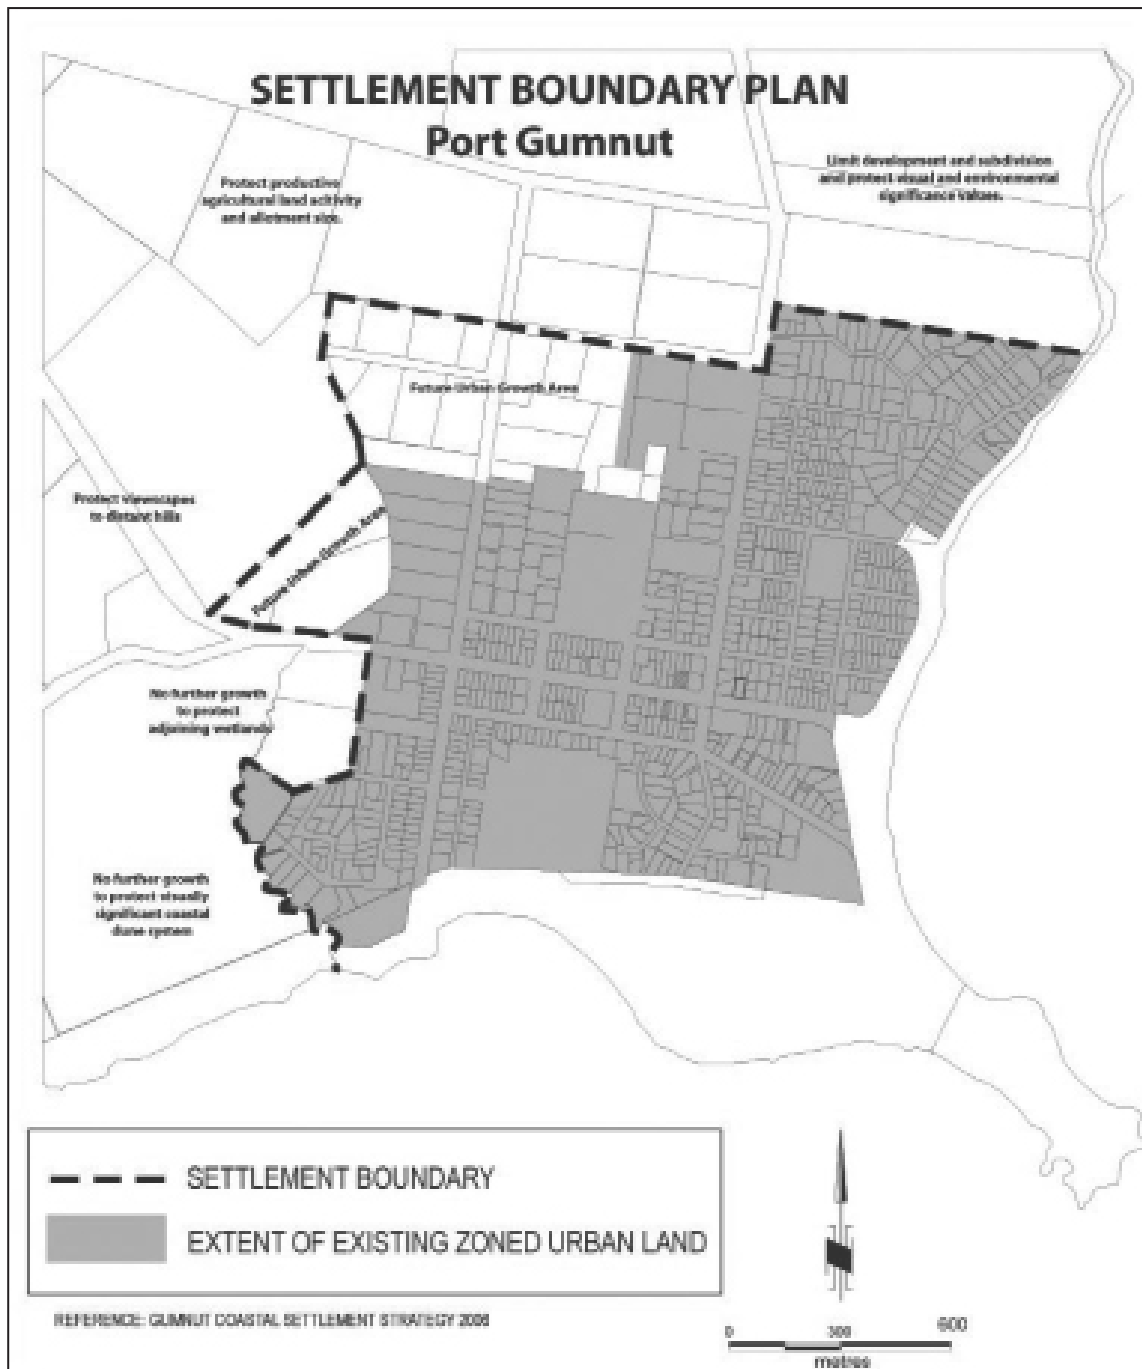 SETTLEMENT BOUNDARY PLAN
Port Gumnut
Protect productive
agricultural land activity
and allotment size.
Limit development and subdivision
and protect visual and environmental
significance values.
Future Urban Growth Area
Protect viewscapes
to distant hills
Future Urban Growth Area
No further growth
to protect
adjoining wetlands
No further growth
to protect visually
significant coastal
dune system
SETTLEMENT BOUNDARY
EXTENT OF EXISTING ZONED URBAN LAND
REFERENCE: GUMNUT COASTAL SETTLEMENT STRATEGY 2006
0 300 600
metres